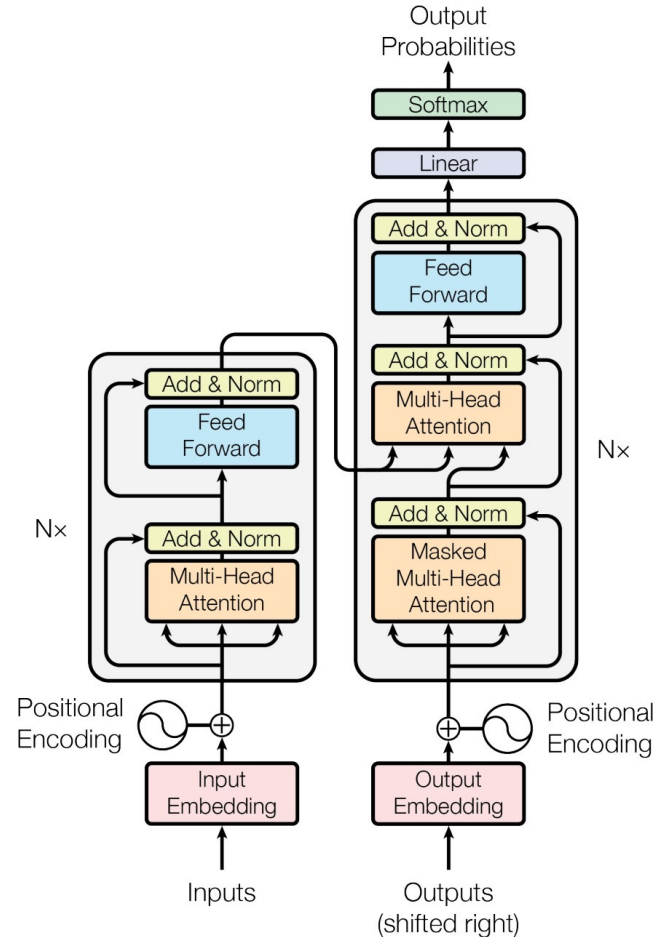 Output
Probabilities
Softmax
Linear
Add & Norm
Feed
Forward
Add & Norm
Multi-Head
Attention
Add & Norm
Masked
Multi-Head
Attention
N×
Add & Norm
Feed
Forward
N×
Add & Norm
Multi-Head
Attention
Positional
Encoding
Positional
Encoding
Input
Embedding
Output
Embedding
Inputs
Outputs
(shifted right)